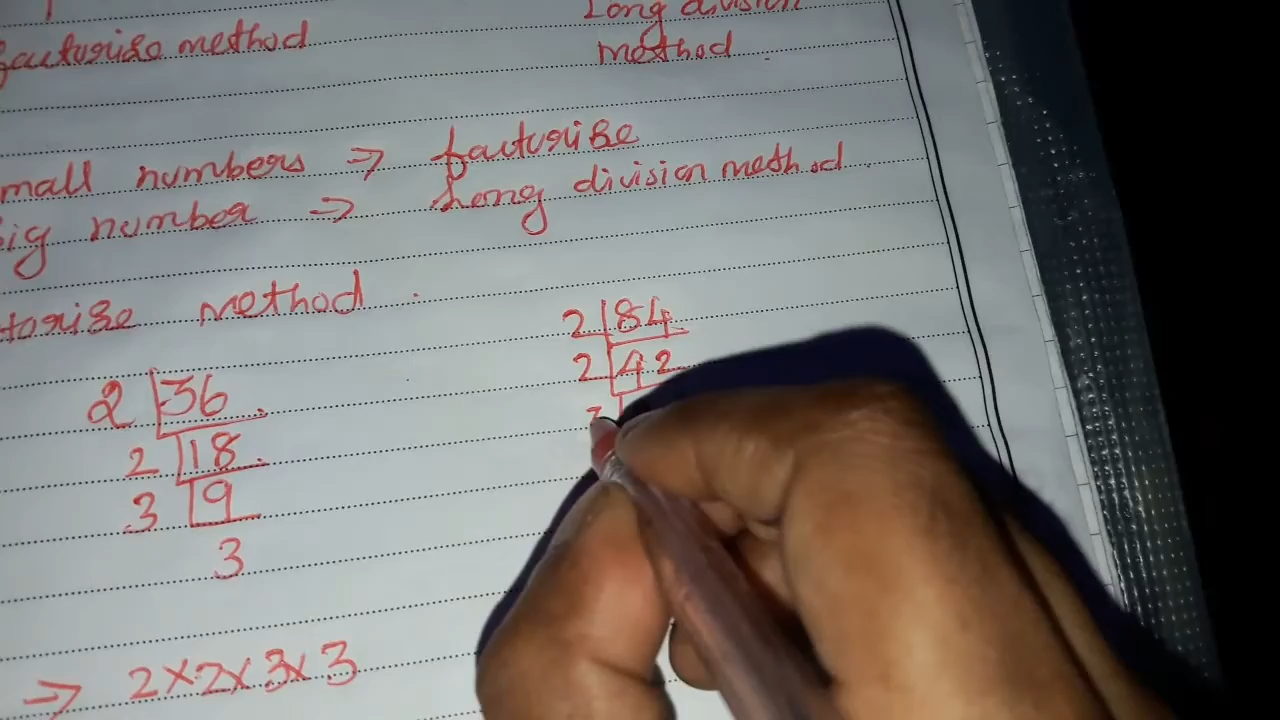 factorise method
Long division
method
small numbers ⇒ factorise
Big number ⇒ Long division method
torise method
2 36
2 18
3 9
3
2 84
2 42
3
⇒ 2×2×3×3